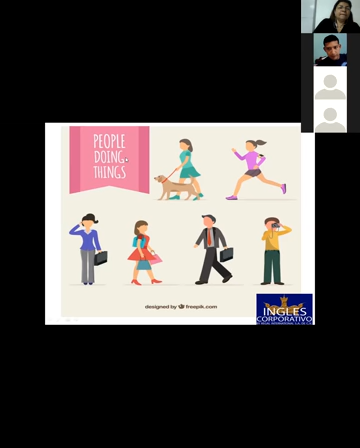 PEOPLE
DOING
THINGS
designed by freepik.com
INGLES
CORPORATIVO